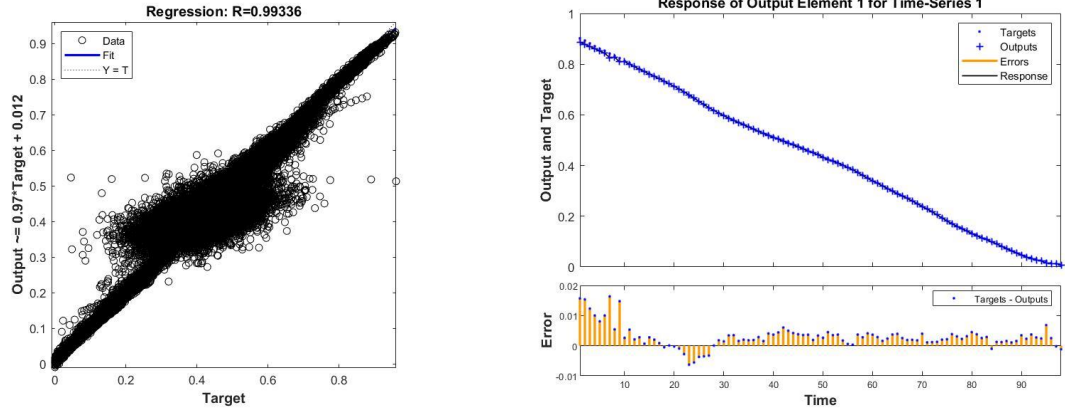 Regression: R=0.99336
Output ~= 0.97*Target + 0.012
0.9
0.8
0.7
0.6
0.5
0.4
0.3
0.2
0.1
0
Data
Fit
Y = T
0
0.2
0.4
0.6
0.8
Target
Response of Output Element 1 for Time-Series 1
Output and Target
1
0.8
0.6
0.4
0.2
0
Targets
Outputs
Errors
Response
Error
0.02
0.01
0
-0.01
Targets - Outputs
10
20
30
40
50
60
70
80
90
Time